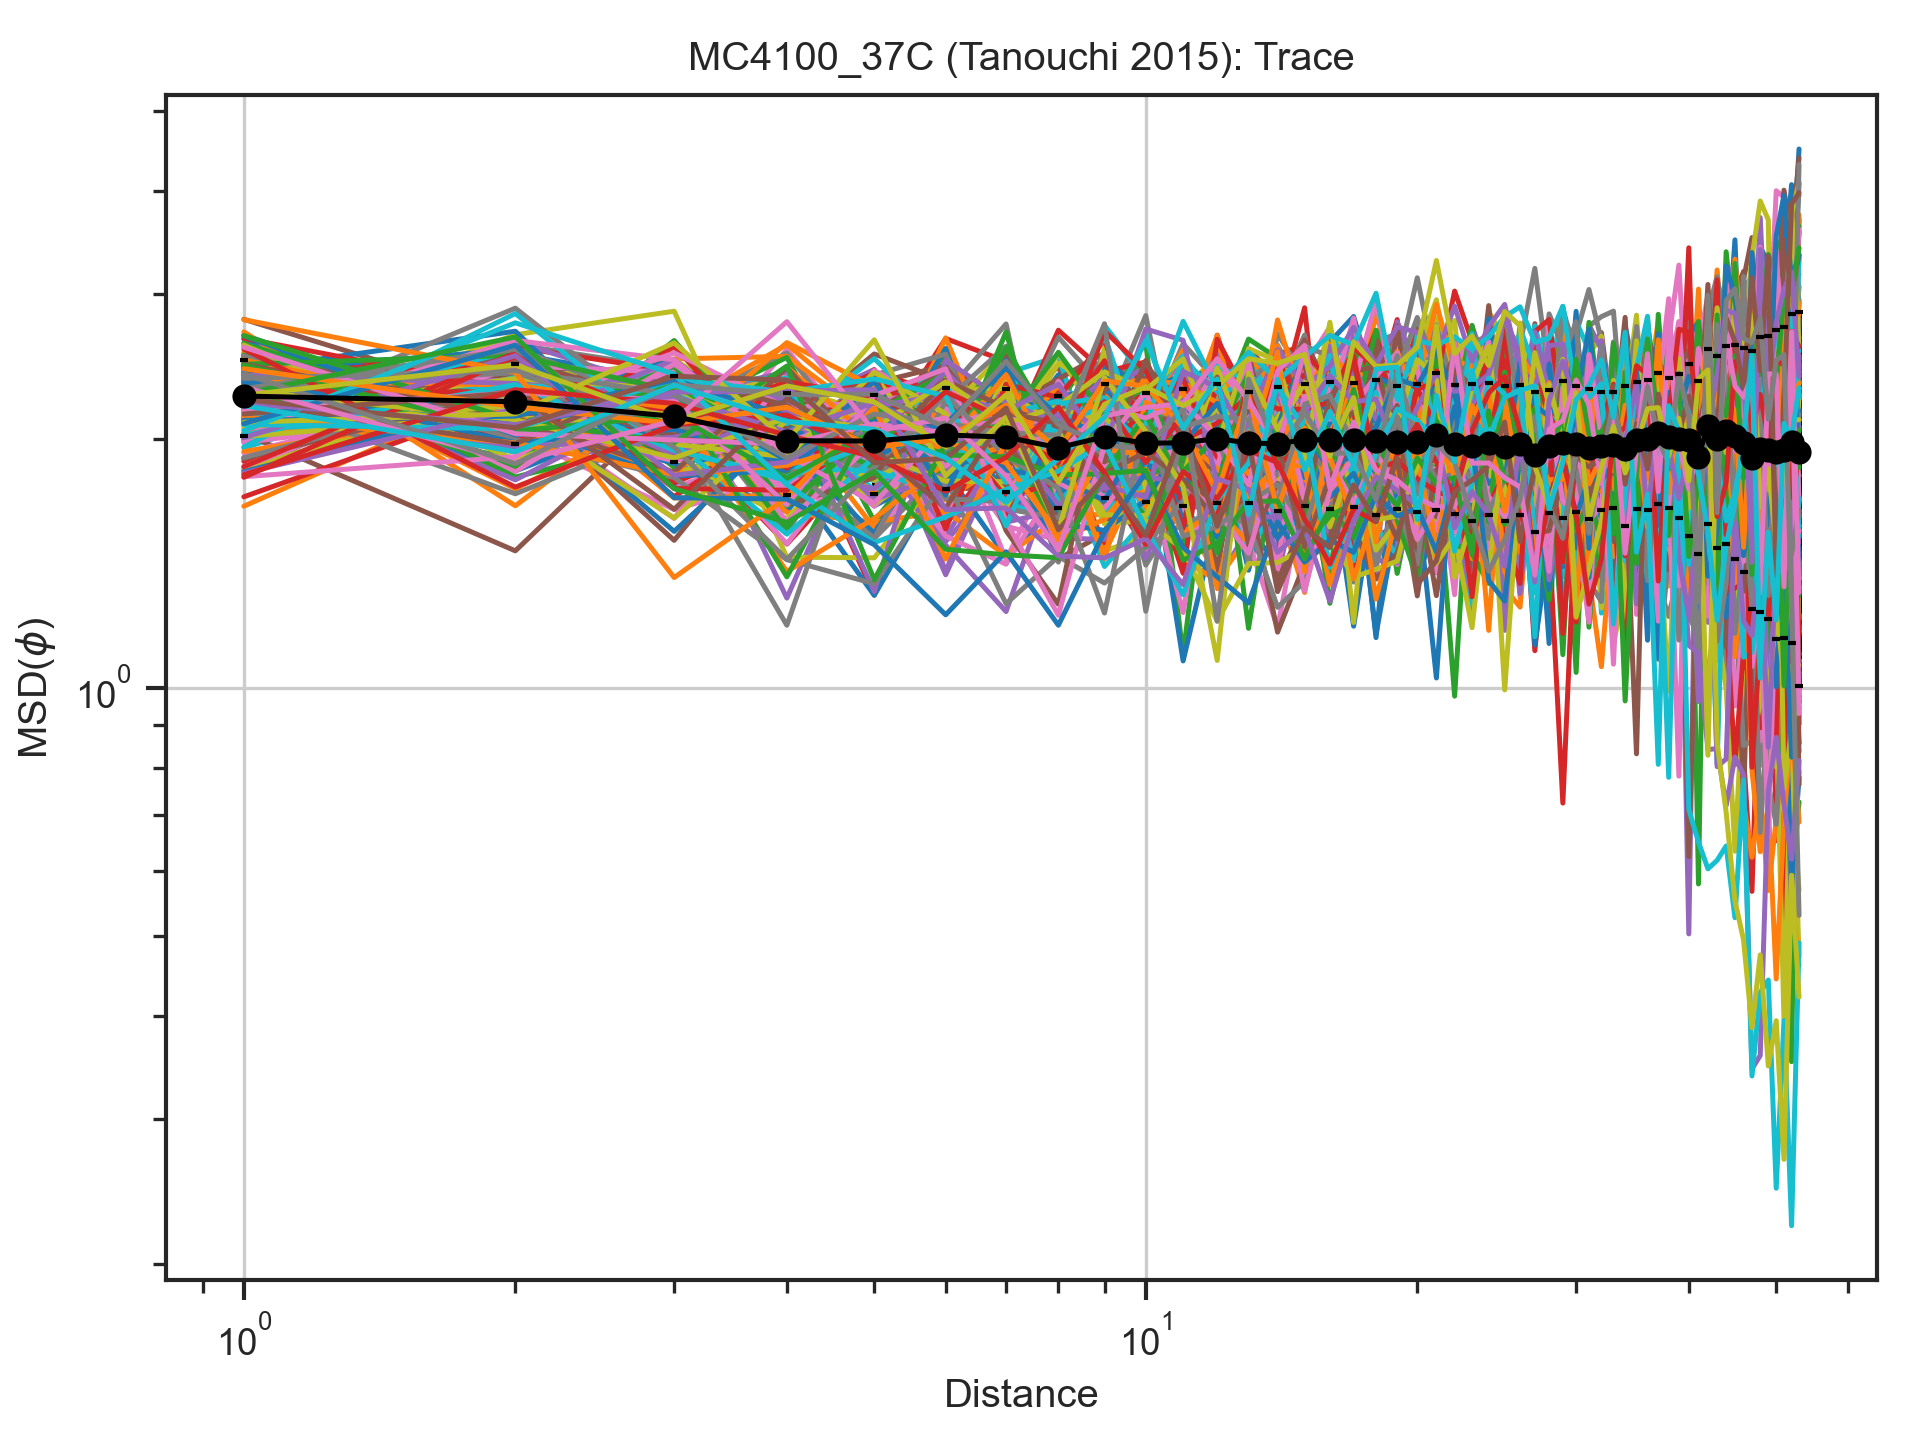 MC4100_37C (Tanouchi 2015): Trace
MSD(ϕ)
10⁰
10⁰
10¹
Distance